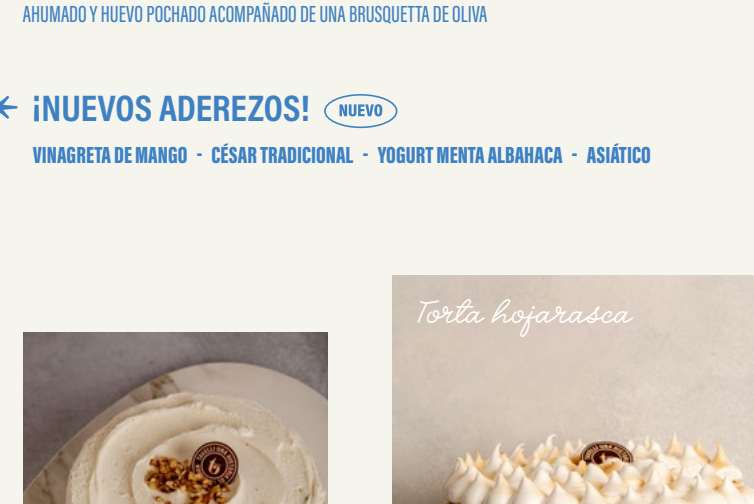 AHUMADO Y HUEVO POCHADO ACOMPAÑADO DE UNA BRUSQUETTA DE OLIVA
¡NUEVOS ADEREZOS! NUEVO
VINAGRETA DE MANGO - CÉSAR TRADICIONAL - YOGURT MENTA ALBAHACA - ASIÁTICO
Torta hojarasca